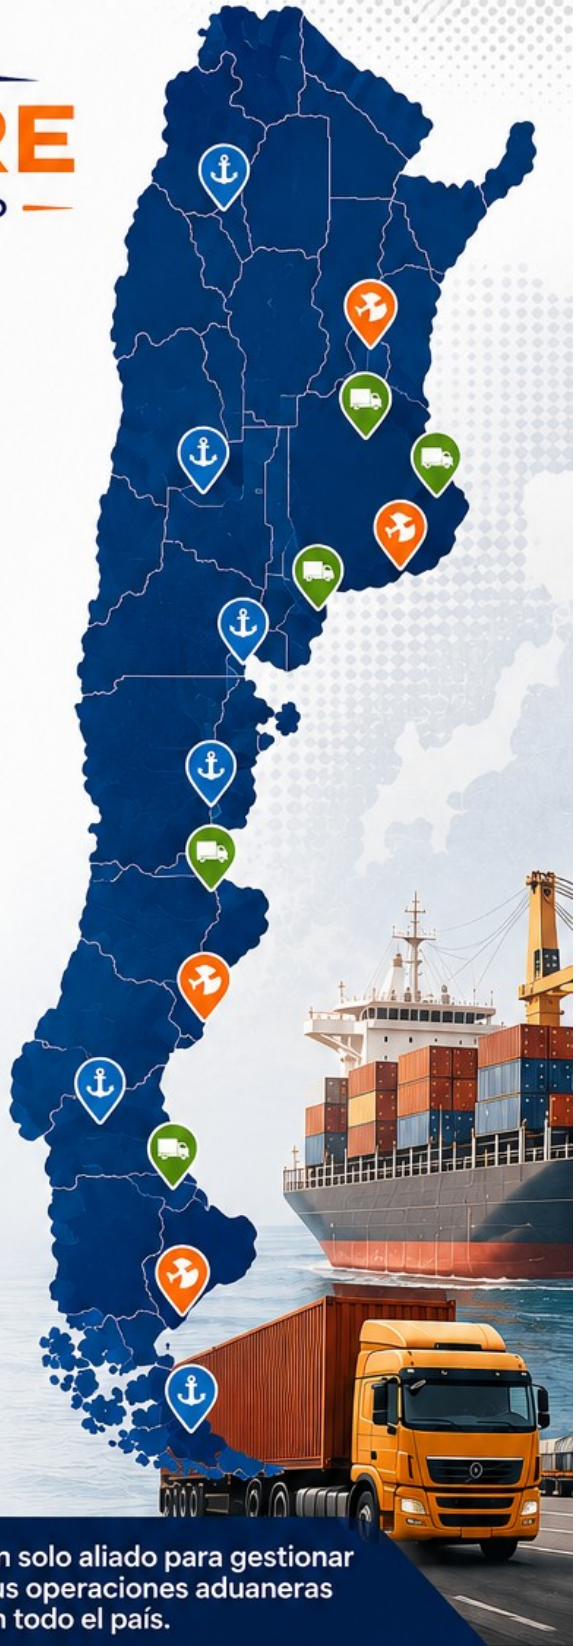 RE
O
n solo aliado para gestionar
us operaciones aduaneras
n todo el país.